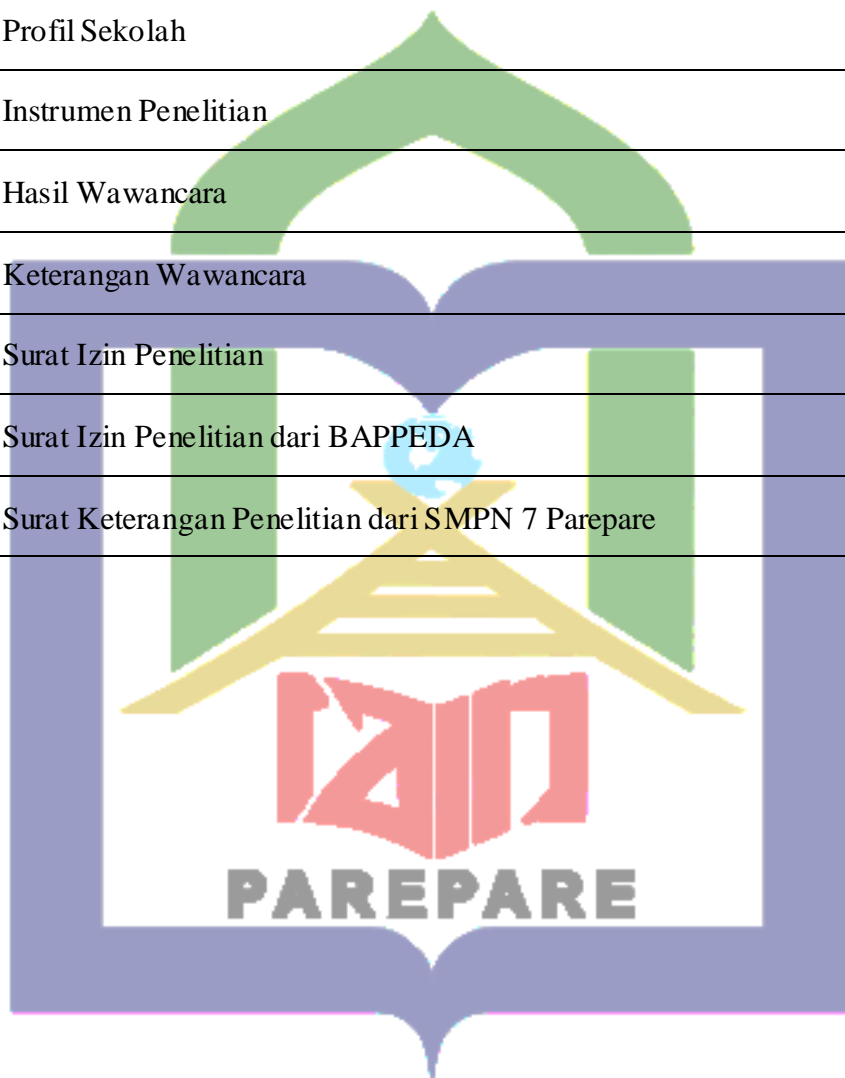 Profil Sekolah
Instrumen Penelitian
Hasil Wawancara
Keterangan Wawancara
Surat Izin Penelitian
Surat Izin Penelitian dari BAPPEDA
Surat Keterangan Penelitian dari SMPN 7 Parepare
iain
PAREPARE